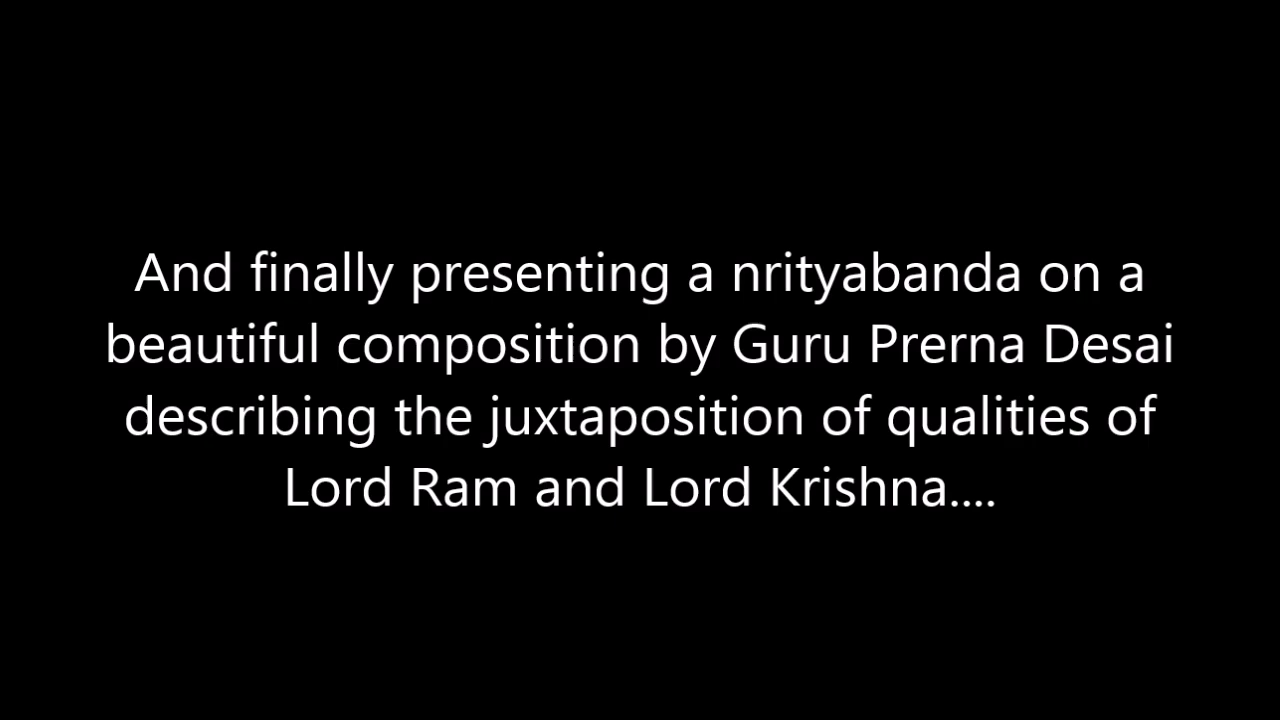 And finally presenting a nrityabanda on a
beautiful composition by Guru Prerna Desai
describing the juxtaposition of qualities of
Lord Ram and Lord Krishna....